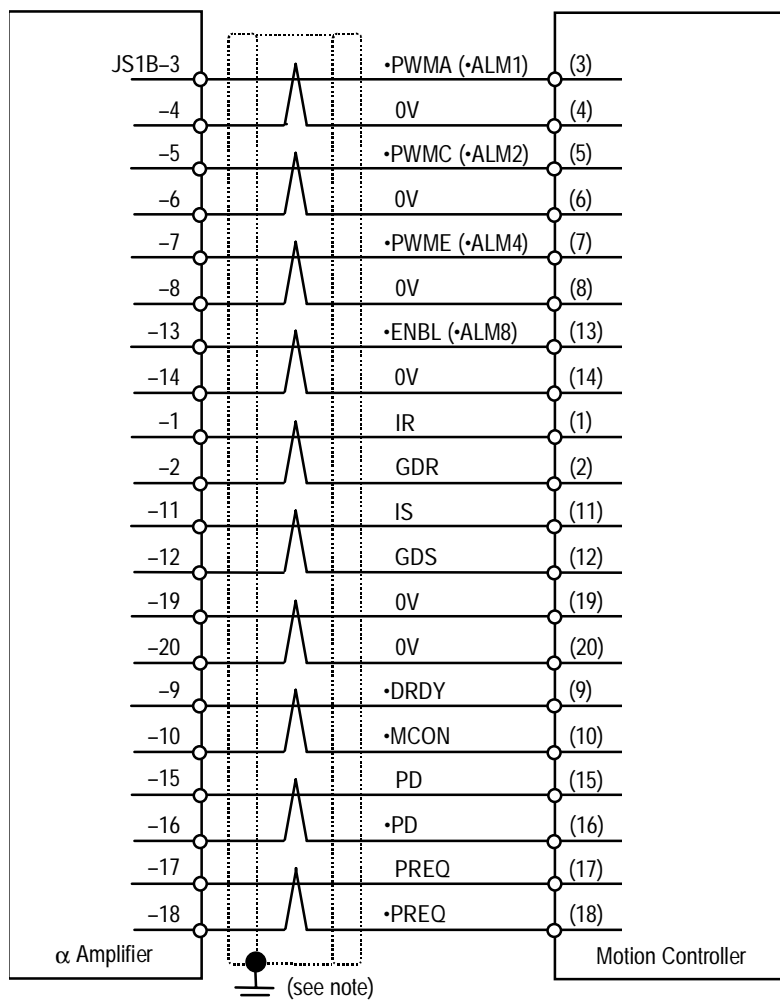 JS1B–3 •PWMA (•ALM1) (3)
–4 0V (4)
–5 •PWMC (•ALM2) (5)
–6 0V (6)
–7 •PWME (•ALM4) (7)
–8 0V (8)
–13 •ENBL (•ALM8) (13)
–14 0V (14)
–1 IR (1)
–2 GDR (2)
–11 IS (11)
–12 GDS (12)
–19 0V (19)
–20 0V (20)
–9 •DRDY (9)
–10 •MCON (10)
–15 PD (15)
–16 •PD (16)
–17 PREQ (17)
–18 •PREQ (18)
α Amplifier
Motion Controller
(see note)